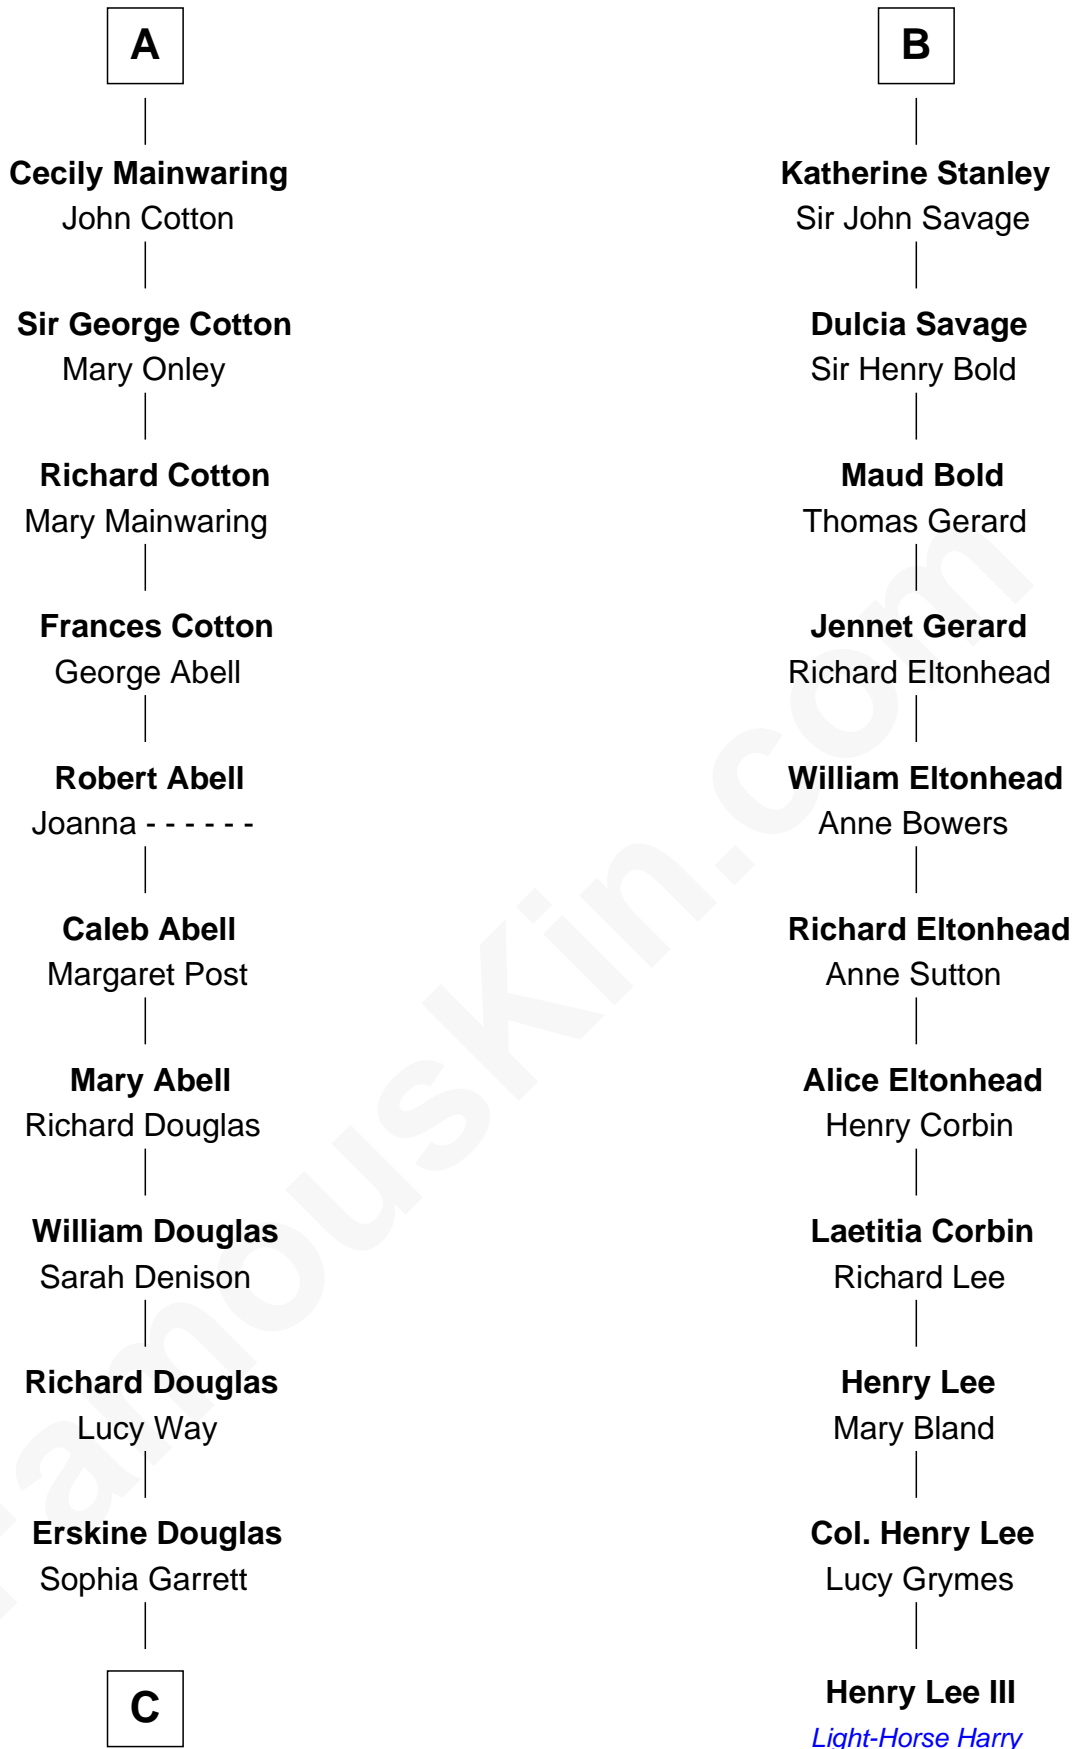 A
Cecily Mainwaring
John Cotton
Sir George Cotton
Mary Onley
Richard Cotton
Mary Mainwaring
Frances Cotton
George Abell
Robert Abell
Joanna - - - - - -
Caleb Abell
Margaret Post
Mary Abell
Richard Douglas
William Douglas
Sarah Denison
Richard Douglas
Lucy Way
Erskine Douglas
Sophia Garrett
C
B
Katherine Stanley
Sir John Savage
Dulcia Savage
Sir Henry Bold
Maud Bold
Thomas Gerard
Jennet Gerard
Richard Eltonhead
William Eltonhead
Anne Bowers
Richard Eltonhead
Anne Sutton
Alice Eltonhead
Henry Corbin
Laetitia Corbin
Richard Lee
Henry Lee
Mary Bland
Col. Henry Lee
Lucy Grymes
Henry Lee III
Light-Horse Harry
FamousKin.com